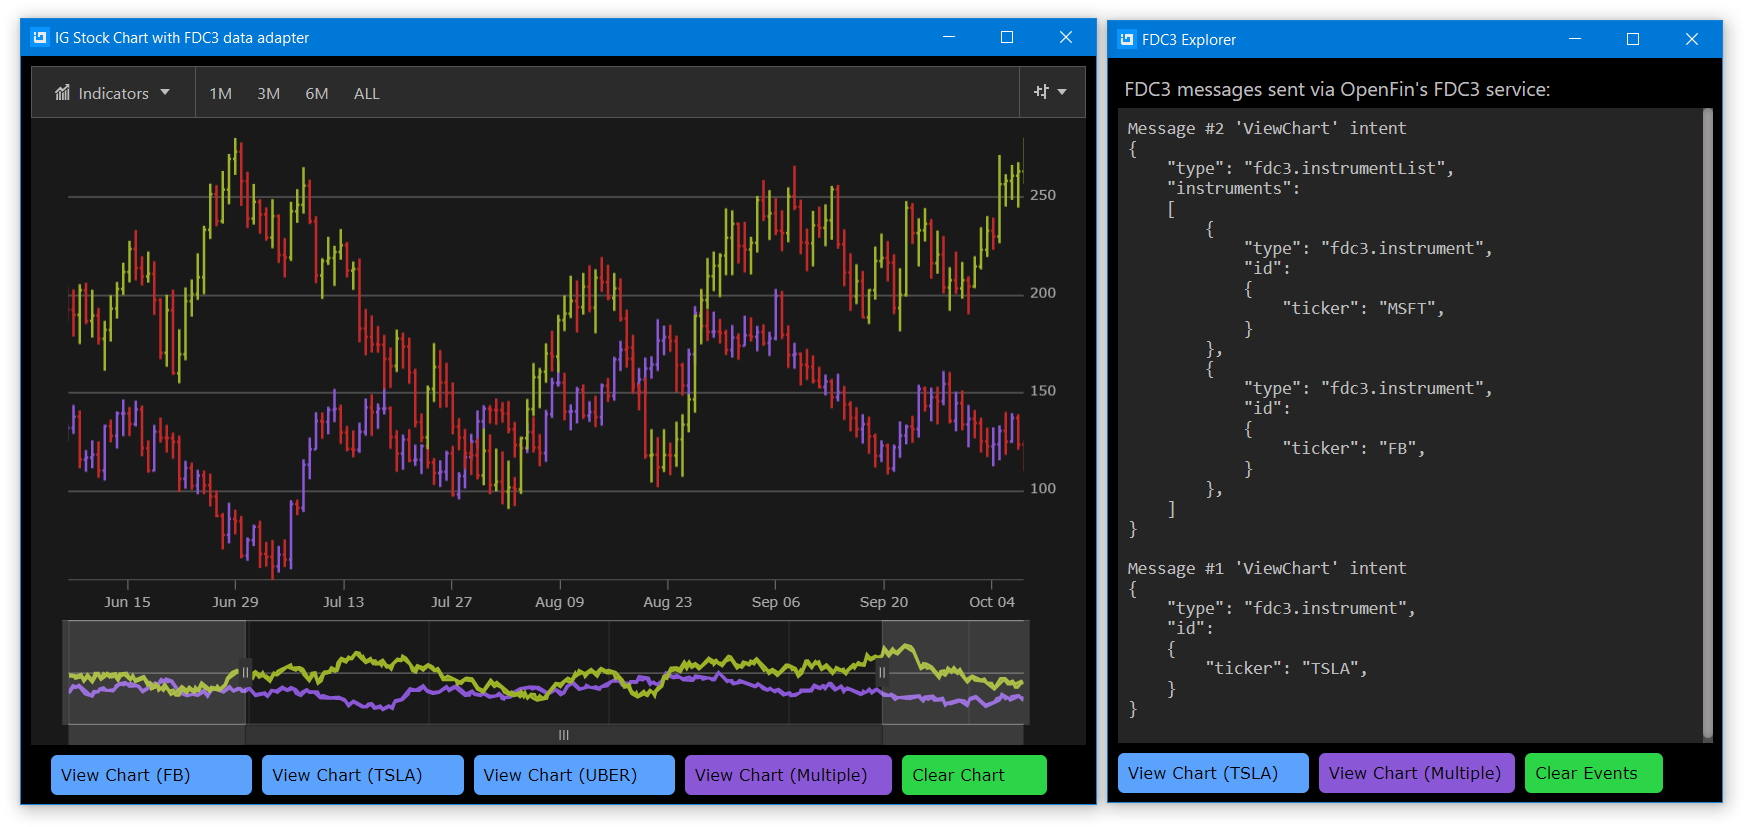 IG Stock Chart with FDC3 data adapter
Indicators 1M 3M 6M ALL
250
200
150
100
Jun 15 Jun 29 Jul 13 Jul 27 Aug 09 Aug 23 Sep 06 Sep 20 Oct 04
View Chart (FB) View Chart (TSLA) View Chart (UBER) View Chart (Multiple) Clear Chart
FDC3 Explorer
FDC3 messages sent via OpenFin's FDC3 service:
Message #2 'ViewChart' intent
{
"type": "fdc3.instrumentList",
"instruments":
[
{
"type": "fdc3.instrument",
"id":
{
"ticker": "MSFT",
}
},
{
"type": "fdc3.instrument",
"id":
{
"ticker": "FB",
}
},
]
}
Message #1 'ViewChart' intent
{
"type": "fdc3.instrument",
"id":
{
"ticker": "TSLA",
}
}
View Chart (TSLA) View Chart (Multiple) Clear Events